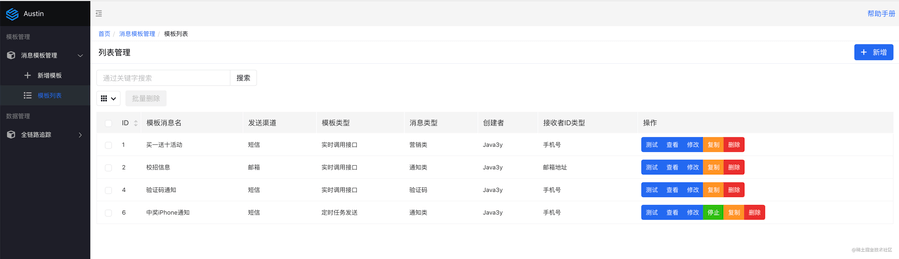 Austin
帮助手册
模板管理
首页 / 消息模板管理 / 模板列表
消息模板管理
列表管理
+ 新增
新增模板
通过关键字搜索 搜索
模板列表
批量删除
数据管理
ID 模板消息名 发送渠道 模板类型 消息类型 创建者 接收者ID类型 操作
全链路追踪
1 买一送十活动 短信 实时调用接口 营销类 Java3y 手机号 测试 查看 修改 复制 删除
2 校招信息 邮箱 实时调用接口 通知类 Java3y 邮箱地址 测试 查看 修改 复制 删除
4 验证码通知 短信 实时调用接口 验证码 Java3y 手机号 测试 查看 修改 复制 删除
6 中奖iPhone通知 短信 定时任务发送 通知类 Java3y 手机号 测试 查看 修改 停止 复制 删除
@稀土掘金技术社区